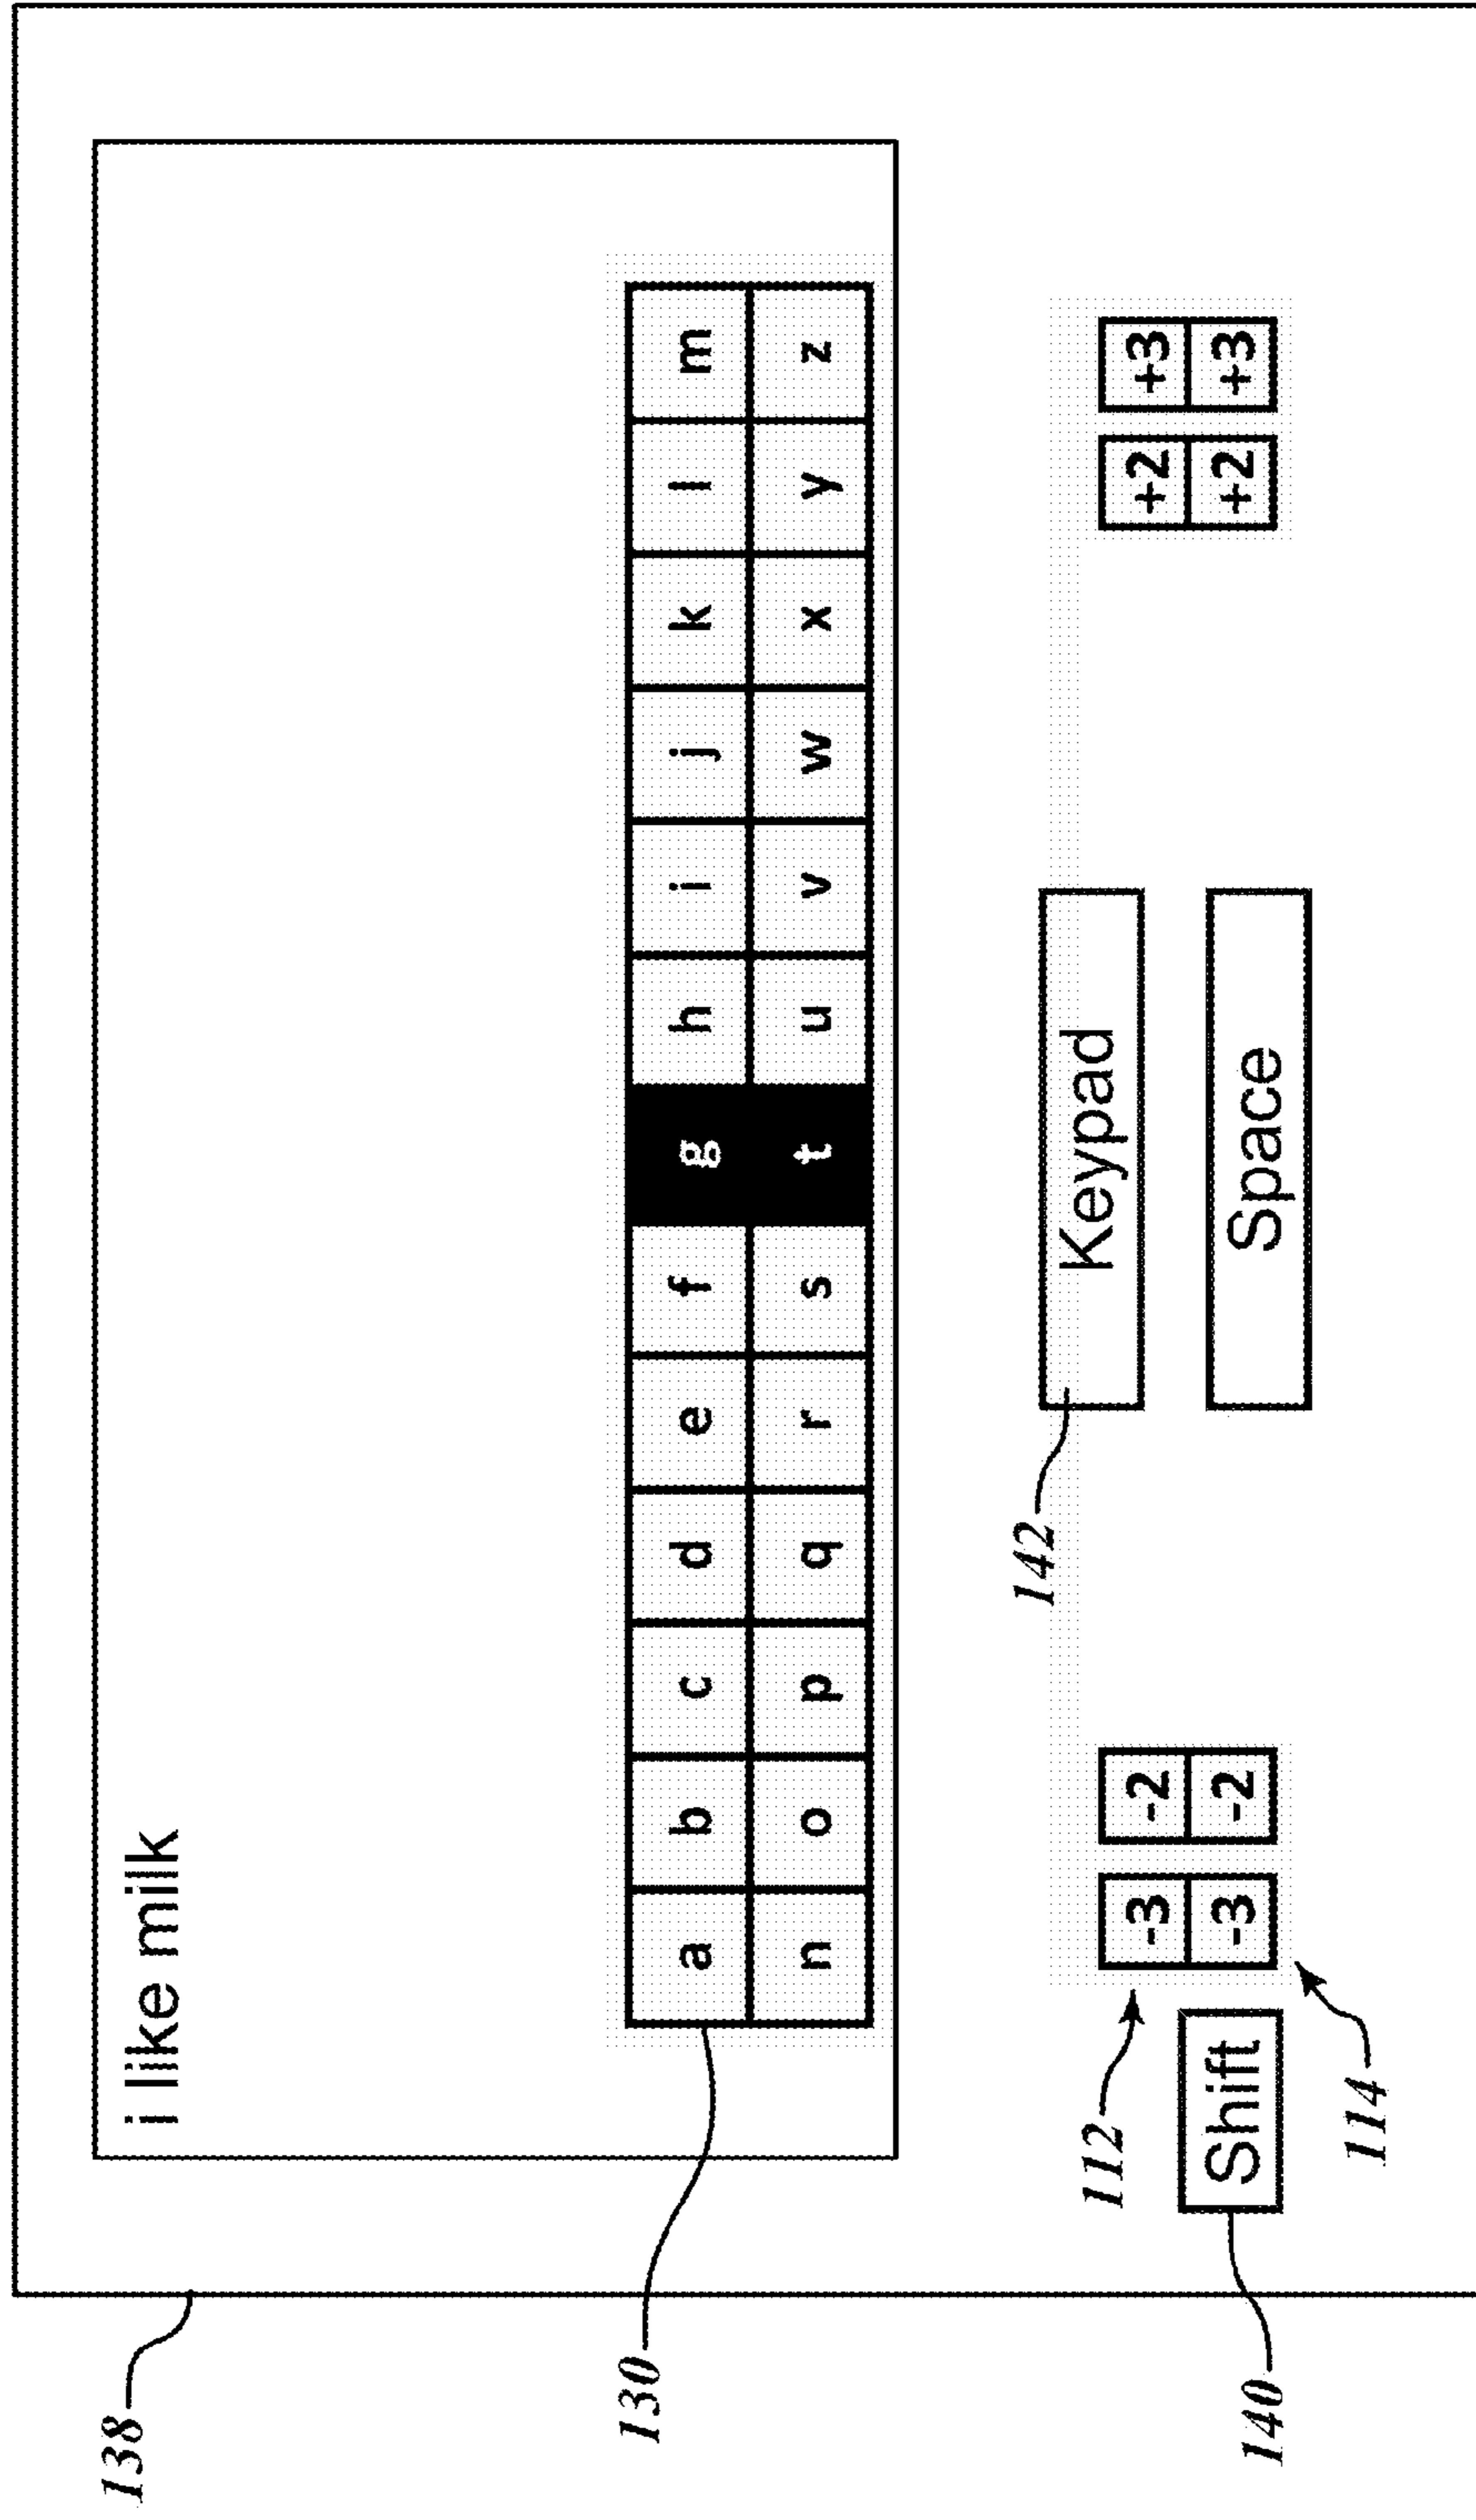 138
i like milk
130
a b c d e f g h i j k l m
n o p q r s t u v w x y z
142
Keypad
112
-3 -2 +2 +3
-3 -2 +2 +3
140
Shift
Space
114